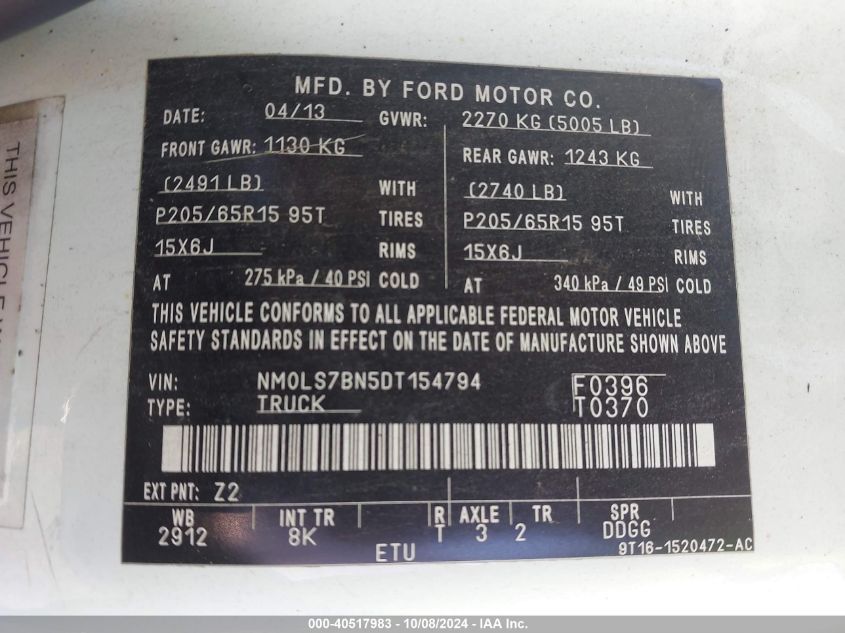 MFD. BY FORD MOTOR CO.
DATE: 04/13 GVWR: 2270 KG (5005 LB)
FRONT GAWR: 1130 KG REAR GAWR: 1243 KG
(2491 LB) WITH (2740 LB) WITH
P205/65R15 95T TIRES P205/65R15 95T TIRES
15X6J RIMS 15X6J RIMS
AT 275 kPa / 40 PSI COLD AT 340 kPa / 49 PSI COLD
THIS VEHICLE CONFORMS TO ALL APPLICABLE FEDERAL MOTOR VEHICLE
SAFETY STANDARDS IN EFFECT ON THE DATE OF MANUFACTURE SHOWN ABOVE
VIN: NM0LS7BN5DT154794 F0396
TYPE: TRUCK T0370
EXT PNT: Z2
WB INT TR R AXLE TR SPR
2912 8K T 3 2 DDGG
ETU 9T16-1520472-AC
THIS VEHICLE
000-40517983 - 10/08/2024 - IAA Inc.